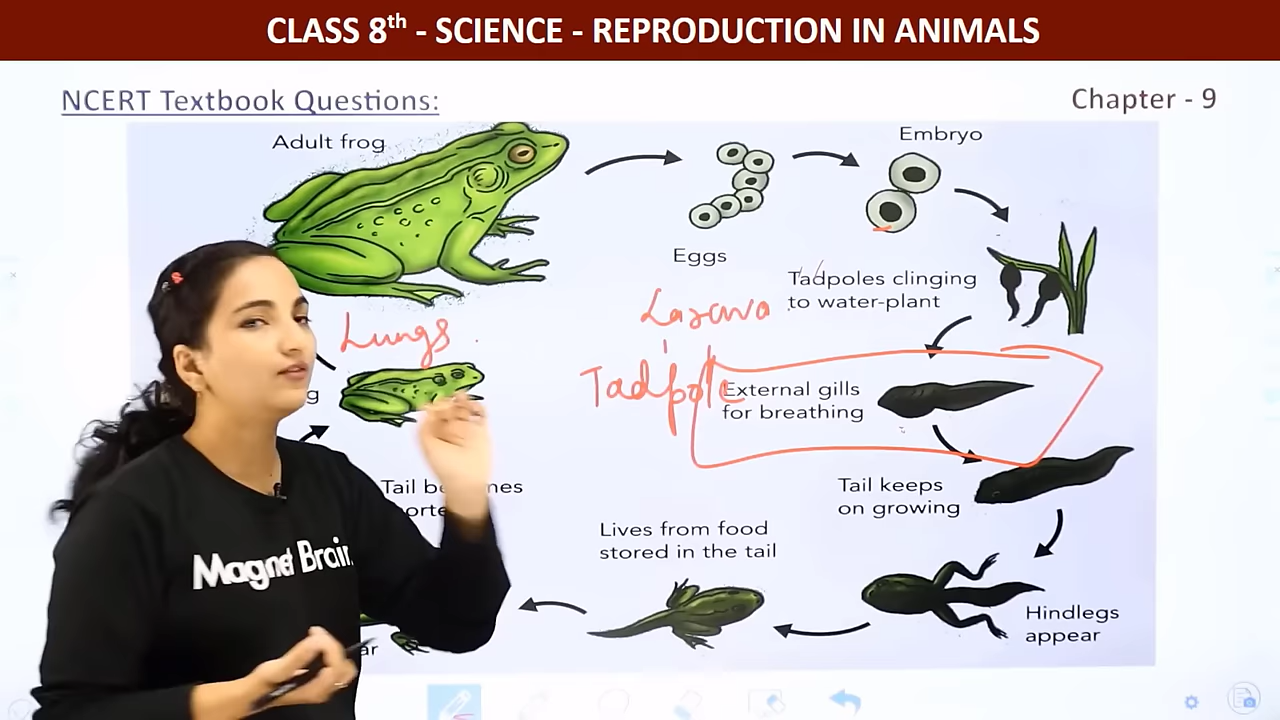 CLASS 8th - SCIENCE - REPRODUCTION IN ANIMALS
NCERT Textbook Questions:
Chapter - 9
Adult frog
Embryo
Eggs
Tadpoles clinging
to water-plant
Lungs
Tadpole
External gills
for breathing
Tail keeps
on growing
Lives from food
stored in the tail
Hindlegs
appear
Tail
Magnet Brain